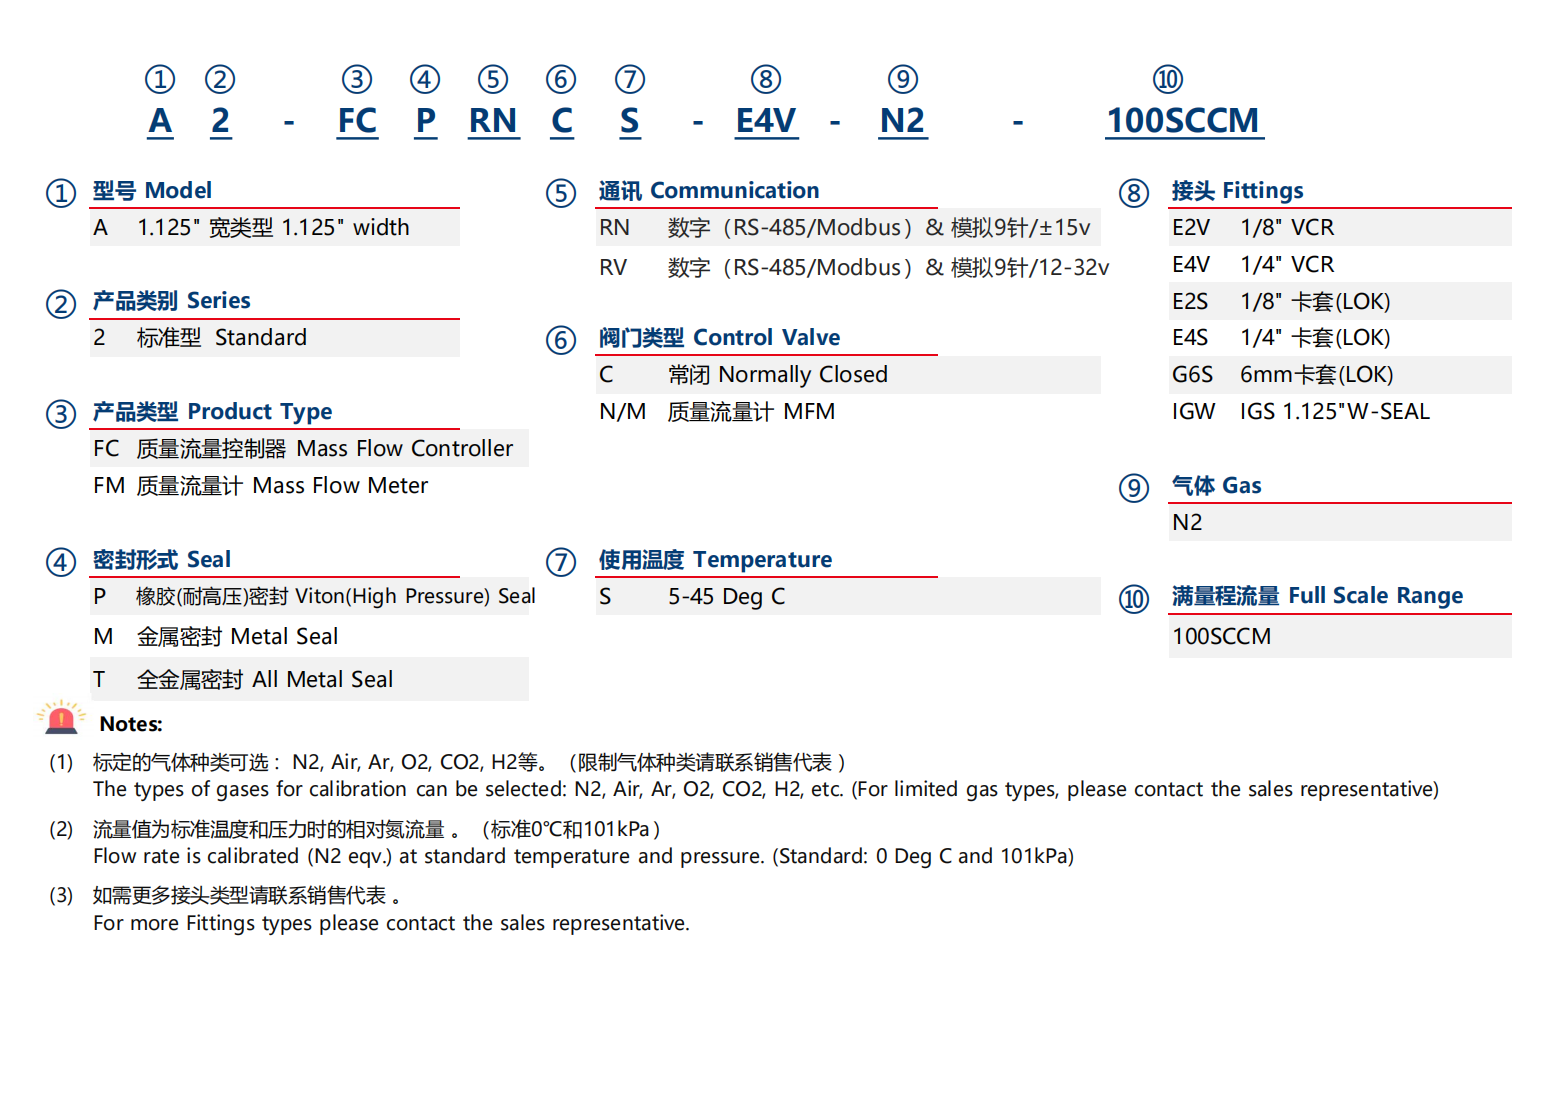 ① ② ③ ④ ⑤ ⑥ ⑦ ⑧ ⑨ ⑩
A 2 - FC P RN C S - E4V - N2 - 100SCCM
① 型号 Model
A 1.125" 宽类型 1.125" width
② 产品类别 Series
2 标准型 Standard
③ 产品类型 Product Type
FC 质量流量控制器 Mass Flow Controller
FM 质量流量计 Mass Flow Meter
④ 密封形式 Seal
P 橡胶(耐高压)密封 Viton(High Pressure) Seal
M 金属密封 Metal Seal
T 全金属密封 All Metal Seal
⑤ 通讯 Communication
RN 数字（RS-485/Modbus）& 模拟9针/±15v
RV 数字（RS-485/Modbus）& 模拟9针/12-32v
⑥ 阀门类型 Control Valve
C 常闭 Normally Closed
N/M 质量流量计 MFM
⑦ 使用温度 Temperature
S 5-45 Deg C
⑧ 接头 Fittings
E2V 1/8" VCR
E4V 1/4" VCR
E2S 1/8" 卡套(LOK)
E4S 1/4" 卡套(LOK)
G6S 6mm卡套(LOK)
IGW IGS 1.125"W-SEAL
⑨ 气体 Gas
N2
⑩ 满量程流量 Full Scale Range
100SCCM
Notes:
(1) 标定的气体种类可选：N2, Air, Ar, O2, CO2, H2等。（限制气体种类请联系销售代表）
The types of gases for calibration can be selected: N2, Air, Ar, O2, CO2, H2, etc. (For limited gas types, please contact the sales representative)
(2) 流量值为标准温度和压力时的相对氮流量 。（标准0℃和101kPa）
Flow rate is calibrated (N2 eqv.) at standard temperature and pressure. (Standard: 0 Deg C and 101kPa)
(3) 如需更多接头类型请联系销售代表 。
For more Fittings types please contact the sales representative.